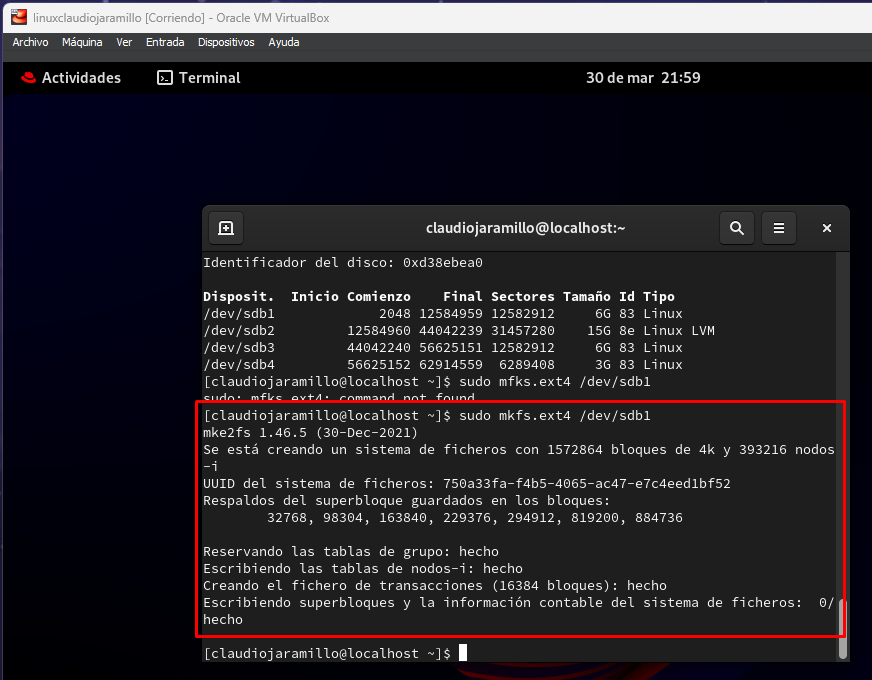 linuxclaudiojaramillo [Corriendo] - Oracle VM VirtualBox
Archivo Máquina Ver Entrada Dispositivos Ayuda
Actividades Terminal 30 de mar 21:59
claudiojaramillo@localhost:~
Identificador del disco: 0xd38ebea0
Disposit. Inicio Comienzo Final Sectores Tamaño Id Tipo
/dev/sdb1 2048 12584959 12582912 6G 83 Linux
/dev/sdb2 12584960 44042239 31457280 15G 8e Linux LVM
/dev/sdb3 44042240 56625151 12582912 6G 83 Linux
/dev/sdb4 56625152 62914559 6289408 3G 83 Linux
[claudiojaramillo@localhost ~]$ sudo mfks.ext4 /dev/sdb1
sudo: mfks.ext4: command not found
[claudiojaramillo@localhost ~]$ sudo mkfs.ext4 /dev/sdb1
mke2fs 1.46.5 (30-Dec-2021)
Se está creando un sistema de ficheros con 1572864 bloques de 4k y 393216 nodos
-i
UUID del sistema de ficheros: 750a33fa-f4b5-4065-ac47-e7c4eed1bf52
Respaldos del superbloque guardados en los bloques:
32768, 98304, 163840, 229376, 294912, 819200, 884736
Reservando las tablas de grupo: hecho
Escribiendo las tablas de nodos-i: hecho
Creando el fichero de transacciones (16384 bloques): hecho
Escribiendo superbloques y la información contable del sistema de ficheros: 0/
hecho
[claudiojaramillo@localhost ~]$